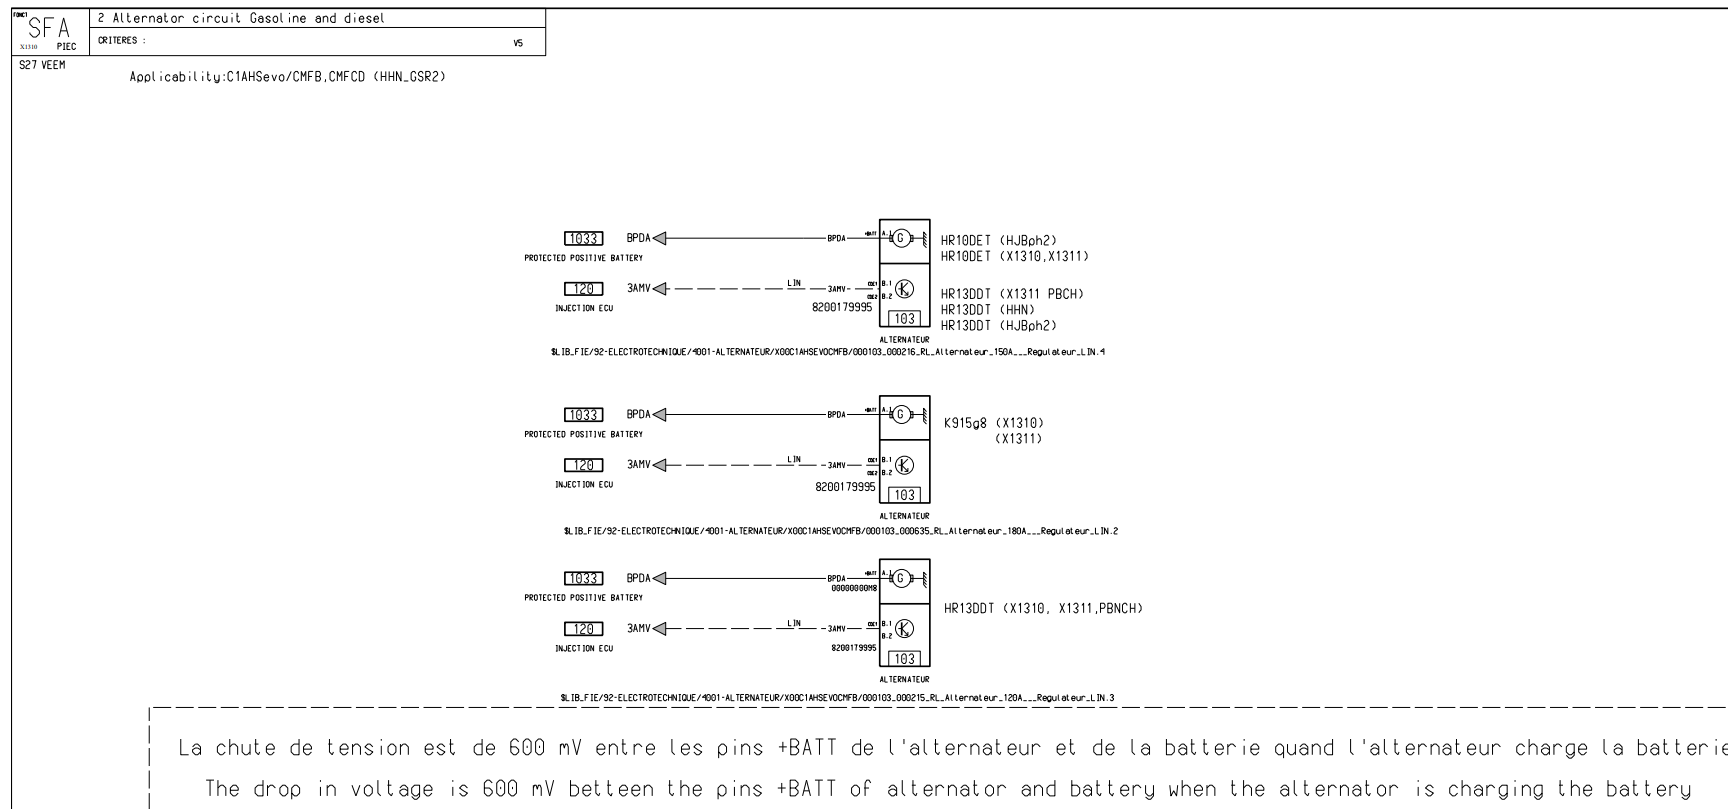 FONCT
SFA
X1310 PIEC
2 Alternator circuit Gasoline and diesel
CRITERES :
V5
S27 VEEM
Applicability:C1AHSevo/CMFB,CMFCD (HHN_GSR2)
1033 BPDA BPDA +BATT A.1 G
PROTECTED POSITIVE BATTERY
HR10DET (HJBph2)
HR10DET (X1310,X1311)
120 3AMV LIN 3AMV COC1 B.1
COC2 B.2
INJECTION ECU
8200179995
103
HR13DDT (X1311 PBCH)
HR13DDT (HHN)
HR13DDT (HJBph2)
ALTERNATEUR
$LIB_FIE/92-ELECTROTECHNIQUE/4001-ALTERNATEUR/X00C1AHSEVOCMFB/000103_000216_RL_Alternateur_150A___Regulateur_LIN.4
1033 BPDA BPDA +BATT A.1 G
PROTECTED POSITIVE BATTERY
K915g8 (X1310)
(X1311)
120 3AMV LIN 3AMV COC1 B.1
COC2 B.2
INJECTION ECU
8200179995
103
ALTERNATEUR
$LIB_FIE/92-ELECTROTECHNIQUE/4001-ALTERNATEUR/X00C1AHSEVOCMFB/000103_000635_RL_Alternateur_180A___Regulateur_LIN.2
1033 BPDA BPDA +BATT A.1 G
00000000M8
PROTECTED POSITIVE BATTERY
HR13DDT (X1310, X1311,PBNCH)
120 3AMV LIN 3AMV COC1 B.1
B.2
INJECTION ECU
8200179995
103
ALTERNATEUR
$LIB_FIE/92-ELECTROTECHNIQUE/4001-ALTERNATEUR/X00C1AHSEVOCMFB/000103_000215_RL_Alternateur_120A___Regulateur_LIN.3
La chute de tension est de 600 mV entre les pins +BATT de l'alternateur et de la batterie quand l'alternateur charge la batterie
The drop in voltage is 600 mV betteen the pins +BATT of alternator and battery when the alternator is charging the battery